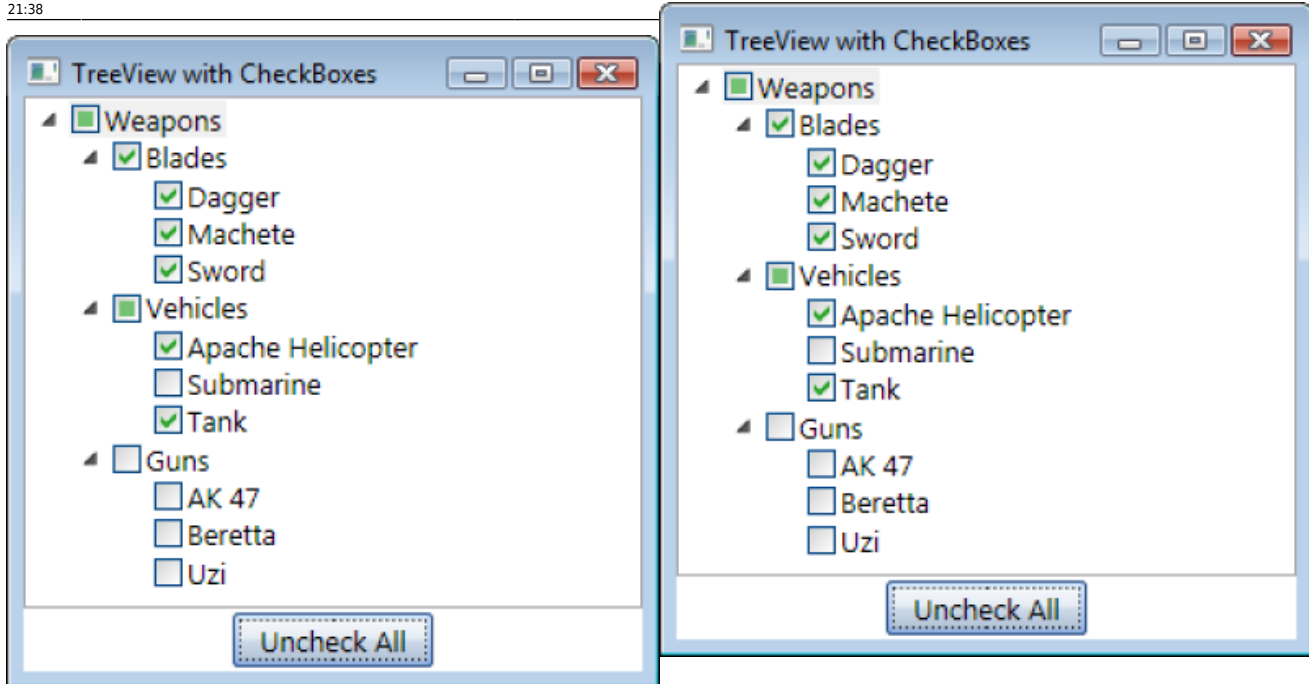 21:38
TreeView with CheckBoxes
Weapons
Blades
Dagger
Machete
Sword
Vehicles
Apache Helicopter
Submarine
Tank
Guns
AK 47
Beretta
Uzi
Uncheck All
TreeView with CheckBoxes
Weapons
Blades
Dagger
Machete
Sword
Vehicles
Apache Helicopter
Submarine
Tank
Guns
AK 47
Beretta
Uzi
Uncheck All